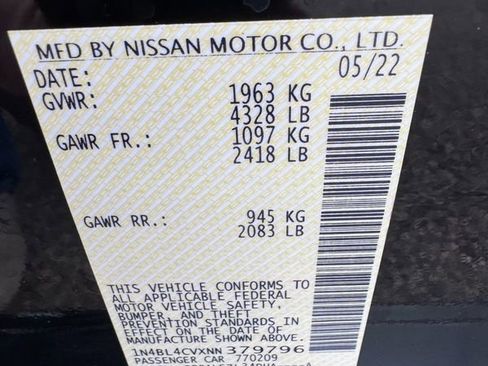 MFD BY NISSAN MOTOR CO., LTD.
DATE: 05/22
GVWR: 1963 KG
4328 LB
GAWR FR.: 1097 KG
2418 LB
GAWR RR.: 945 KG
2083 LB
THIS VEHICLE CONFORMS TO
ALL APPLICABLE FEDERAL
MOTOR VEHICLE SAFETY,
BUMPER, AND THEFT
PREVENTION STANDARDS IN
EFFECT ON THE DATE OF
MANUFACTURE SHOWN ABOVE.
1N4BL4CVXNN379796
PASSENGER CAR 770209